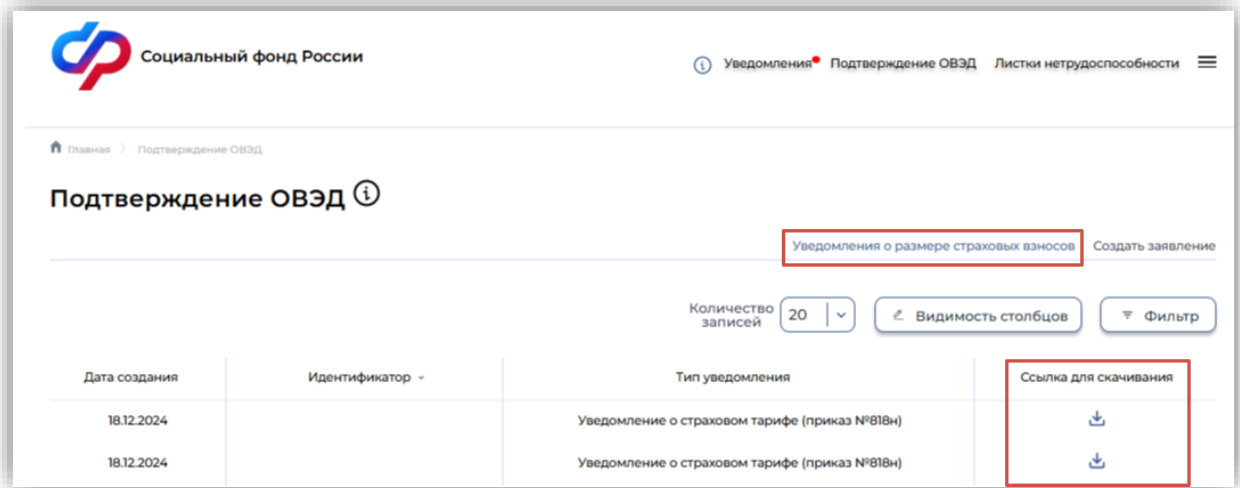 Социальный фонд России
Уведомления Подтверждение ОВЭД Листки нетрудоспособности
Главная Подтверждение ОВЭД
Подтверждение ОВЭД
Уведомления о размере страховых взносов Создать заявление
Количество записей 20 Видимость столбцов Фильтр
Дата создания Идентификатор Тип уведомления Ссылка для скачивания
18.12.2024 Уведомление о страховом тарифе (приказ №818н)
18.12.2024 Уведомление о страховом тарифе (приказ №818н)